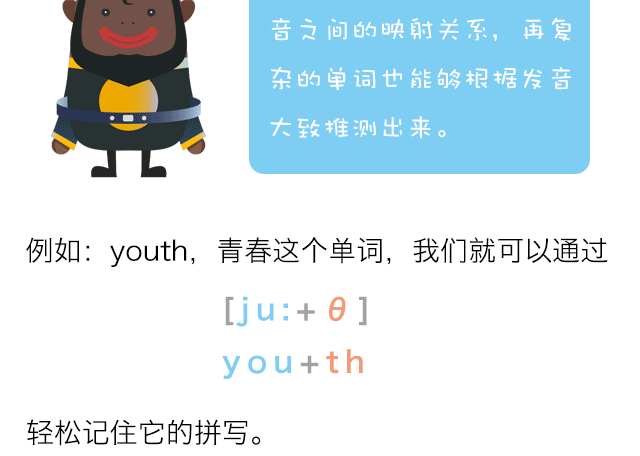 音之间的映射关系，再复
杂的单词也能够根据发音
大致推测出来。
例如：youth，青春这个单词，我们就可以通过
[ju:+θ]
you+th
轻松记住它的拼写。